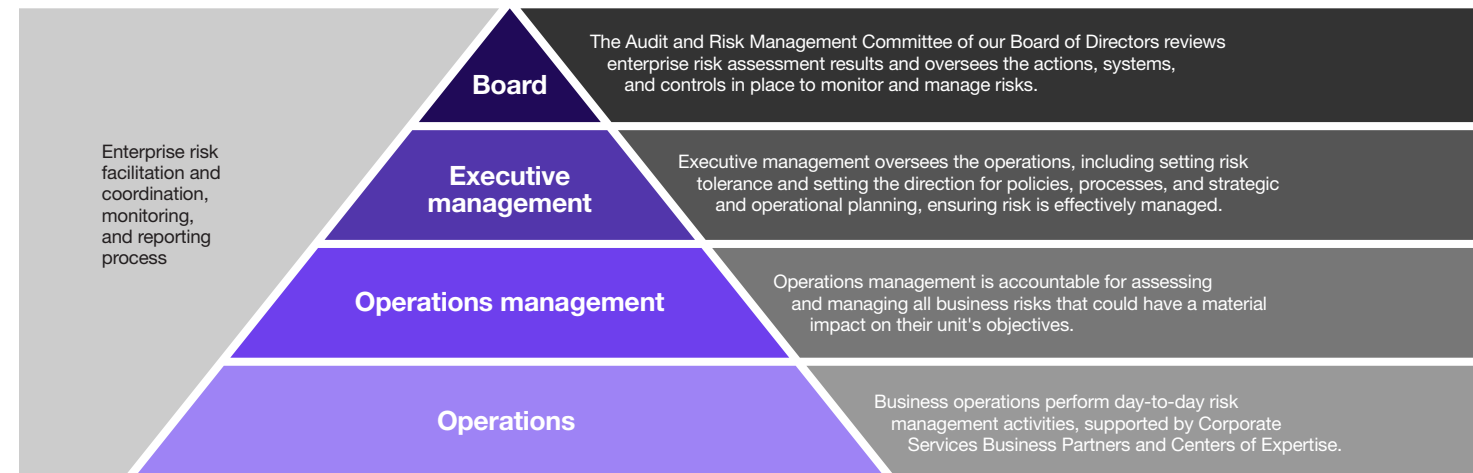 Enterprise risk
facilitation and
coordination,
monitoring,
and reporting
process
Board
The Audit and Risk Management Committee of our Board of Directors reviews
enterprise risk assessment results and oversees the actions, systems,
and controls in place to monitor and manage risks.
Executive
management
Executive management oversees the operations, including setting risk
tolerance and setting the direction for policies, processes, and strategic
and operational planning, ensuring risk is effectively managed.
Operations management
Operations management is accountable for assessing
and managing all business risks that could have a material
impact on their unit's objectives.
Operations
Business operations perform day-to-day risk
management activities, supported by Corporate
Services Business Partners and Centers of Expertise.